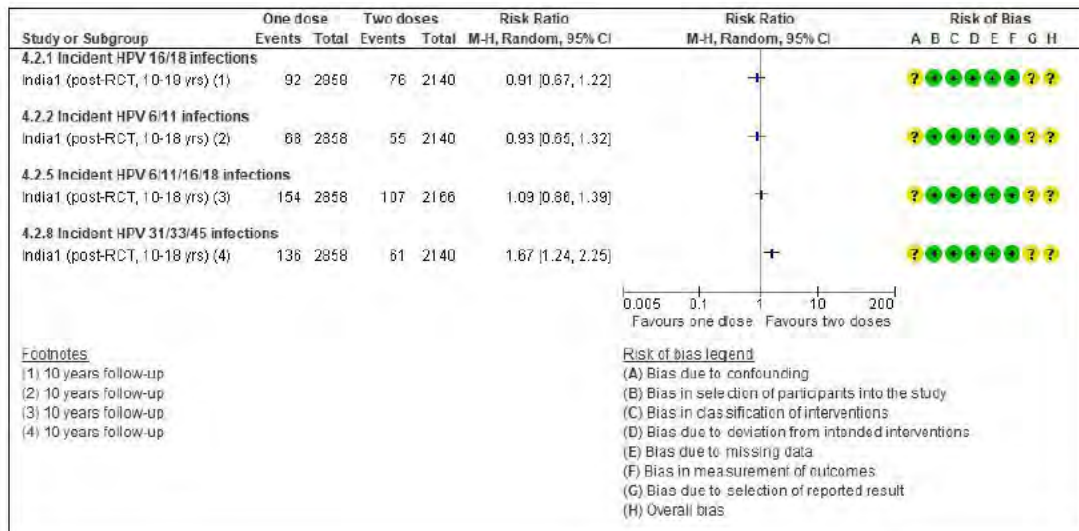 One dose Two doses Risk Ratio Risk Ratio Risk of Bias
Study or Subgroup Events Total Events Total M-H, Random, 95% CI M-H, Random, 95% CI A B C D E F G H
4.2.1 Incident HPV 16/18 infections
India1 (post-RCT, 10-18 yrs) (1) 92 2858 76 2140 0.91 [0.67, 1.22] ? + + + + + ? ?
4.2.2 Incident HPV 6/11 infections
India1 (post-RCT, 10-18 yrs) (2) 68 2858 55 2140 0.93 [0.65, 1.32] ? + + + + + ? ?
4.2.5 Incident HPV 6/11/16/18 infections
India1 (post-RCT, 10-18 yrs) (3) 154 2858 107 2166 1.09 [0.86, 1.39] ? + + + + + ? ?
4.2.8 Incident HPV 31/33/45 infections
India1 (post-RCT, 10-18 yrs) (4) 136 2858 61 2140 1.67 [1.24, 2.25] ? + + + + + ? ?
0.005 0.1 1 10 200
Favours one dose Favours two doses
Footnotes
(1) 10 years follow-up
(2) 10 years follow-up
(3) 10 years follow-up
(4) 10 years follow-up
Risk of bias legend
(A) Bias due to confounding
(B) Bias in selection of participants into the study
(C) Bias in classification of interventions
(D) Bias due to deviation from intended interventions
(E) Bias due to missing data
(F) Bias in measurement of outcomes
(G) Bias due to selection of reported result
(H) Overall bias